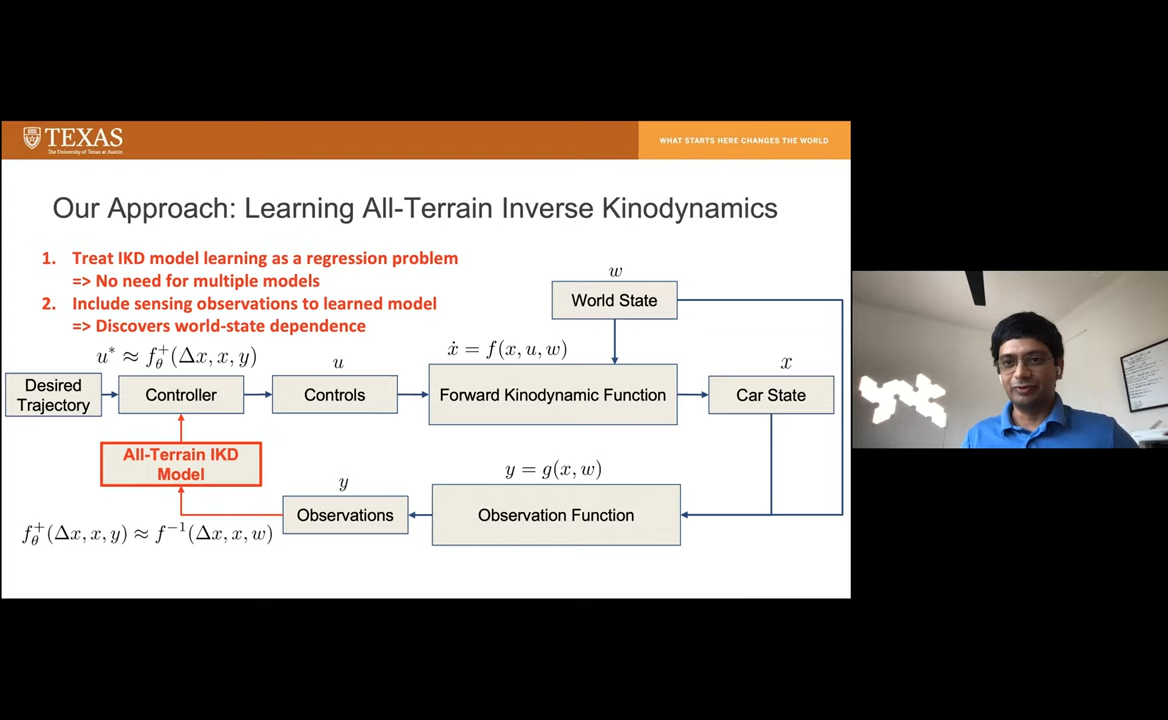 TEXAS
The University of Texas at Austin
WHAT STARTS HERE CHANGES THE WORLD
Our Approach: Learning All-Terrain Inverse Kinodynamics
1. Treat IKD model learning as a regression problem
=> No need for multiple models
2. Include sensing observations to learned model
=> Discovers world-state dependence
w
World State
u* ≈ f_θ^+(Δx, x, y)
u
ẋ = f(x, u, w)
x
Desired
Trajectory
Controller
Controls
Forward Kinodynamic Function
Car State
All-Terrain IKD
Model
y
y = g(x, w)
Observations
Observation Function
f_θ^+(Δx, x, y) ≈ f^{-1}(Δx, x, w)